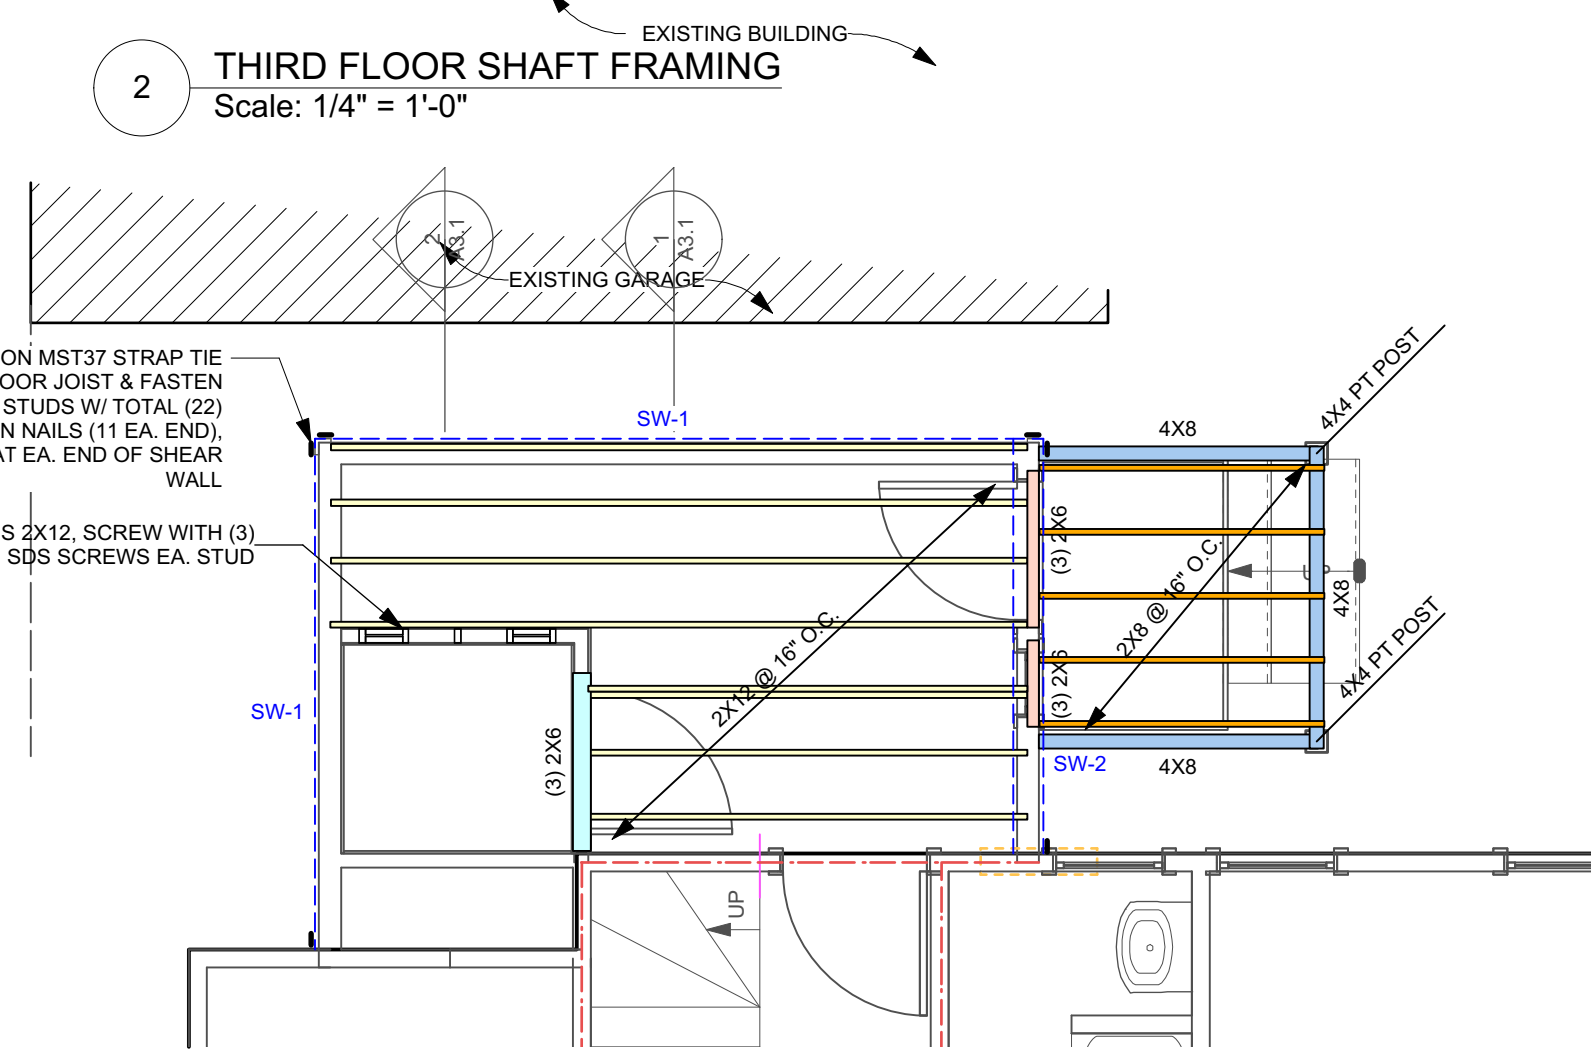 EXISTING BUILDING
2
THIRD FLOOR SHAFT FRAMING
Scale: 1/4" = 1'-0"
2
A3.1
1
A3.1
EXISTING GARAGE
ON MST37 STRAP TIE
OOR JOIST & FASTEN
STUDS W/ TOTAL (22)
N NAILS (11 EA. END),
AT EA. END OF SHEAR
WALL
S 2X12, SCREW WITH (3)
SDS SCREWS EA. STUD
SW-1
4X8
4X4 PT POST
(3) 2X6
2X8 @ 16" O.C.
UP
4X8
2X12 @ 16" O.C.
(3) 2X6
4X4 PT POST
SW-1
(3) 2X6
SW-2
4X8
UP